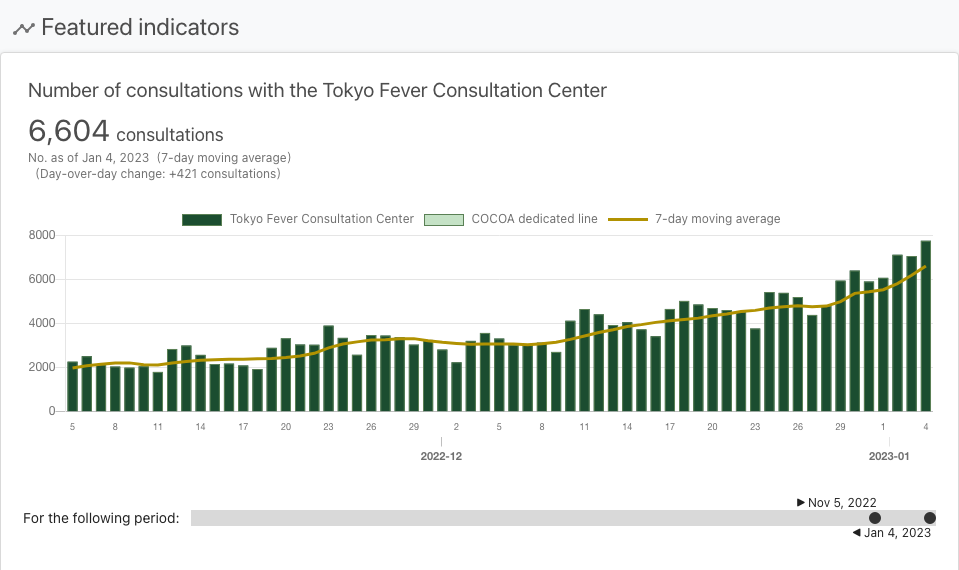 Featured indicators
Number of consultations with the Tokyo Fever Consultation Center
6,604 consultations
No. as of Jan 4, 2023 (7-day moving average)
(Day-over-day change: +421 consultations)
Tokyo Fever Consultation Center COCOA dedicated line 7-day moving average
8000
6000
4000
2000
0
5 8 11 14 17 20 23 26 29 2 5 8 11 14 17 20 23 26 29 1 4
2022-12 2023-01
▶ Nov 5, 2022
For the following period:
◀ Jan 4, 2023